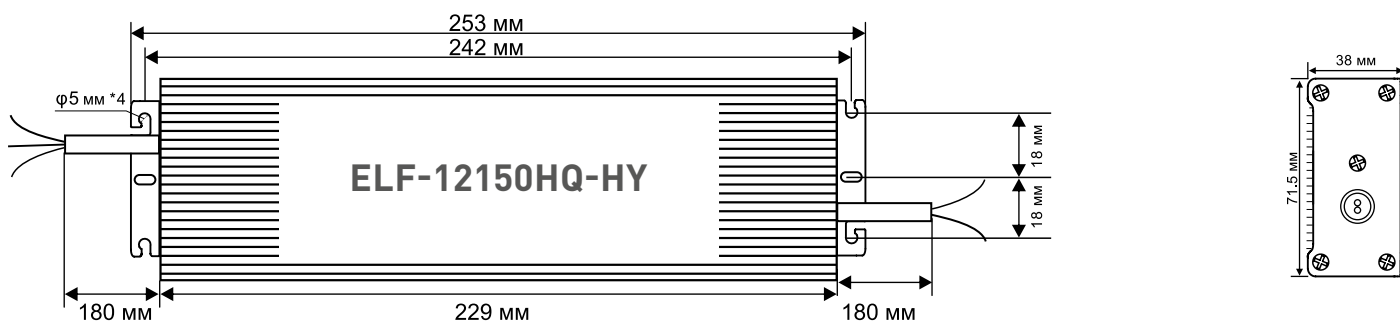 253 мм
242 мм
38 мм
φ5 мм *4
18 мм
71.5 мм
ELF-12150HQ-HY
18 мм
180 мм
229 мм
180 мм